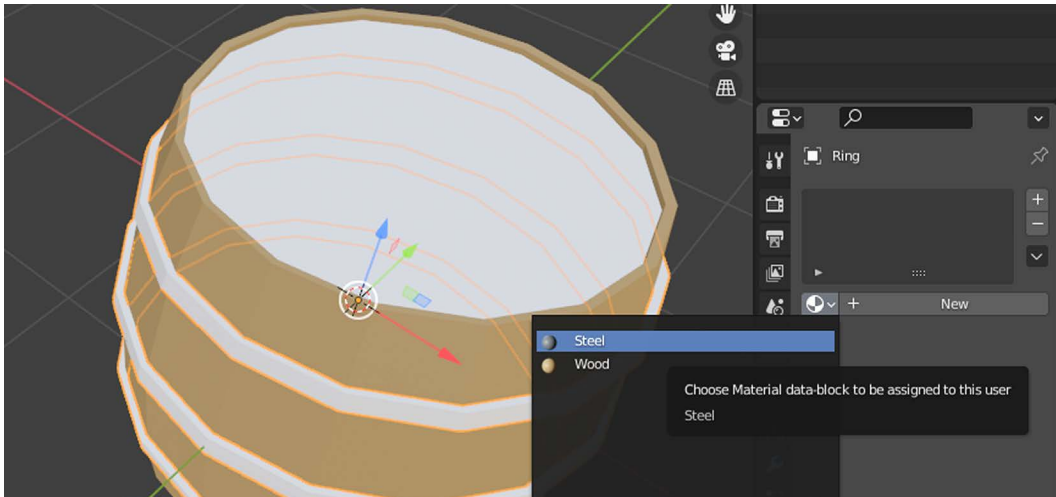 Ring
+
−
+ New
Steel
Wood
Choose Material data-block to be assigned to this user
Steel